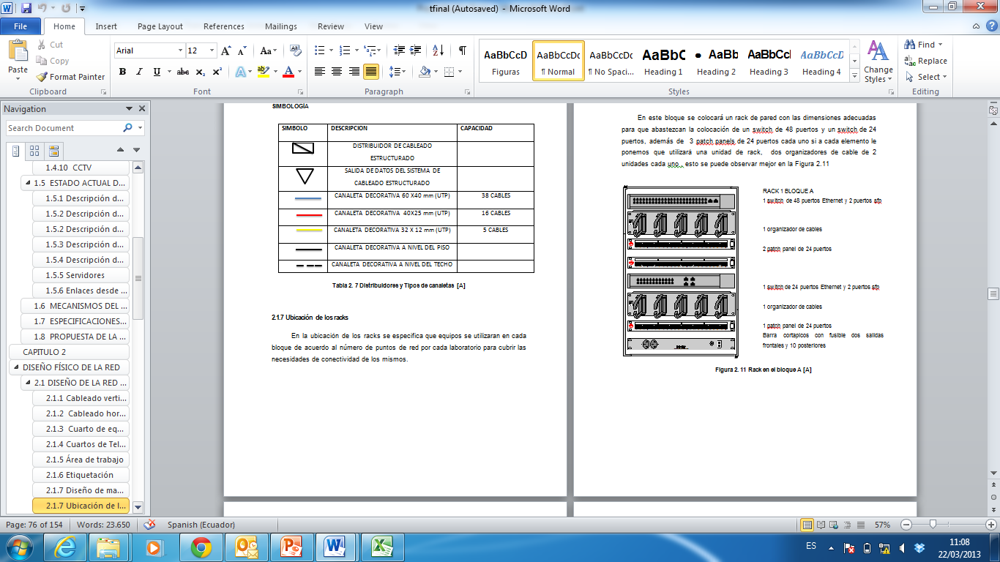 tfinal (Autosaved) - Microsoft Word
File Home Insert Page Layout References Mailings Review View
Paste
Cut
Copy
Format Painter
Clipboard
Arial 12
Font
Paragraph
AaBbCcD AaBbCcDc AaBbCcDc AaBbC AaBb AaBbCcI AaBbCcD
Figuras ¶ Normal ¶ No Spaci... Heading 1 Heading 2 Heading 3 Heading 4
Styles
Change Styles
Find
Replace
Select
Editing
Navigation
Search Document
1.4.10 CCTV
1.5 ESTADO ACTUAL D...
1.5.1 Descripción d...
1.5.2 Descripción d...
1.5.2 Descripción d...
1.5.3 Descripción d...
1.5.4 Descripción d...
1.5.5 Servidores
1.5.6 Enlaces desde ...
1.6 MECANISMOS DEL ...
1.7 ESPECIFICACIONES...
1.8 PROPUESTA DE LA ...
CAPITULO 2
DISEÑO FÍSICO DE LA RED
2.1 DISEÑO DE LA RED ...
2.1.1 Cableado verti...
2.1.2 Cableado hor...
2.1.3 Cuarto de eq...
2.1.4 Cuartos de Tel...
2.1.5 Área de trabajo
2.1.6 Etiquetación
2.1.7 Diseño de ma...
2.1.7 Ubicación de l...
SIMBOLOGÍA
SIMBOLO DESCRIPCION CAPACIDAD
DISTRIBUIDOR DE CABLEADO
ESTRUCTURADO
SALIDA DE DATOS DEL SISTEMA DE
CABLEADO ESTRUCTURADO
CANALETA DECORATIVA 60 X40 mm (UTP) 38 CABLES
CANALETA DECORATIVA 40X25 mm (UTP) 16 CABLES
CANALETA DECORATIVA 32 X 12 mm (UTP) 5 CABLES
CANALETA DECORATIVA A NIVEL DEL PISO
CANALETA DECORATIVA A NIVEL DEL TECHO
Tabla 2. 7 Distribuidores y Tipos de canaletas [A]
2.1.7 Ubicación de los racks
En la ubicación de los racks se especifica que equipos se utilizaran en cada
bloque de acuerdo al número de puntos de red por cada laboratorio para cubrir las
necesidades de conectividad de los mismos.
En este bloque se colocará un rack de pared con las dimensiones adecuadas
para que abastezcan la colocación de un switch de 48 puertos y un switch de 24
puertos, además de 3 patch panels de 24 puertos cada uno si a cada elemento le
ponemos que utilizará una unidad de rack, dos organizadores de cable de 2
unidades cada uno., esto se puede observar mejor en la Figura 2.11
RACK 1 BLOQUE A
1 switch de 48 puertos Ethernet y 2 puertos sfp
1 organizador de cables
2 patch panel de 24 puertos
1 switch de 24 puertos Ethernet y 2 puertos sfp
1 organizador de cables
1 patch panel de 24 puertos
Barra cortapicos con fusible dos salidas
frontales y 10 posteriores
Figura 2. 11 Rack en el bloque A [A]
Page: 76 of 154 Words: 23.650 Spanish (Ecuador) 57%
ES 11:08
22/03/2013